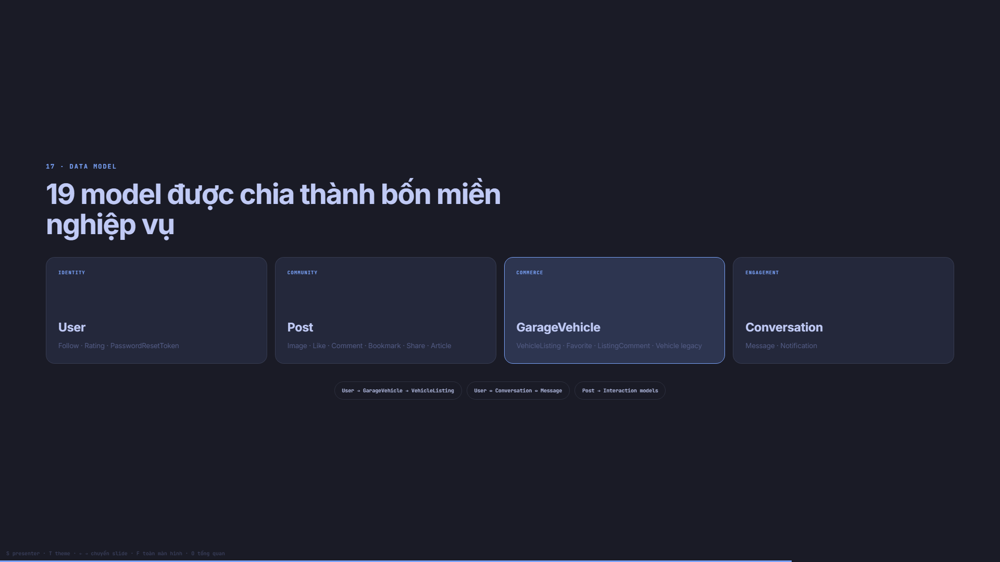 17 · DATA MODEL
19 model được chia thành bốn miền
nghiệp vụ
IDENTITY
User
Follow · Rating · PasswordResetToken
COMMUNITY
Post
Image · Like · Comment · Bookmark · Share · Article
COMMERCE
GarageVehicle
VehicleListing · Favorite · ListingComment · Vehicle legacy
ENGAGEMENT
Conversation
Message · Notification
User → GarageVehicle → VehicleListing
User ↔ Conversation ↔ Message
Post → Interaction models
S presenter · T theme · ← → chuyển slide · F toàn màn hình · O tổng quan